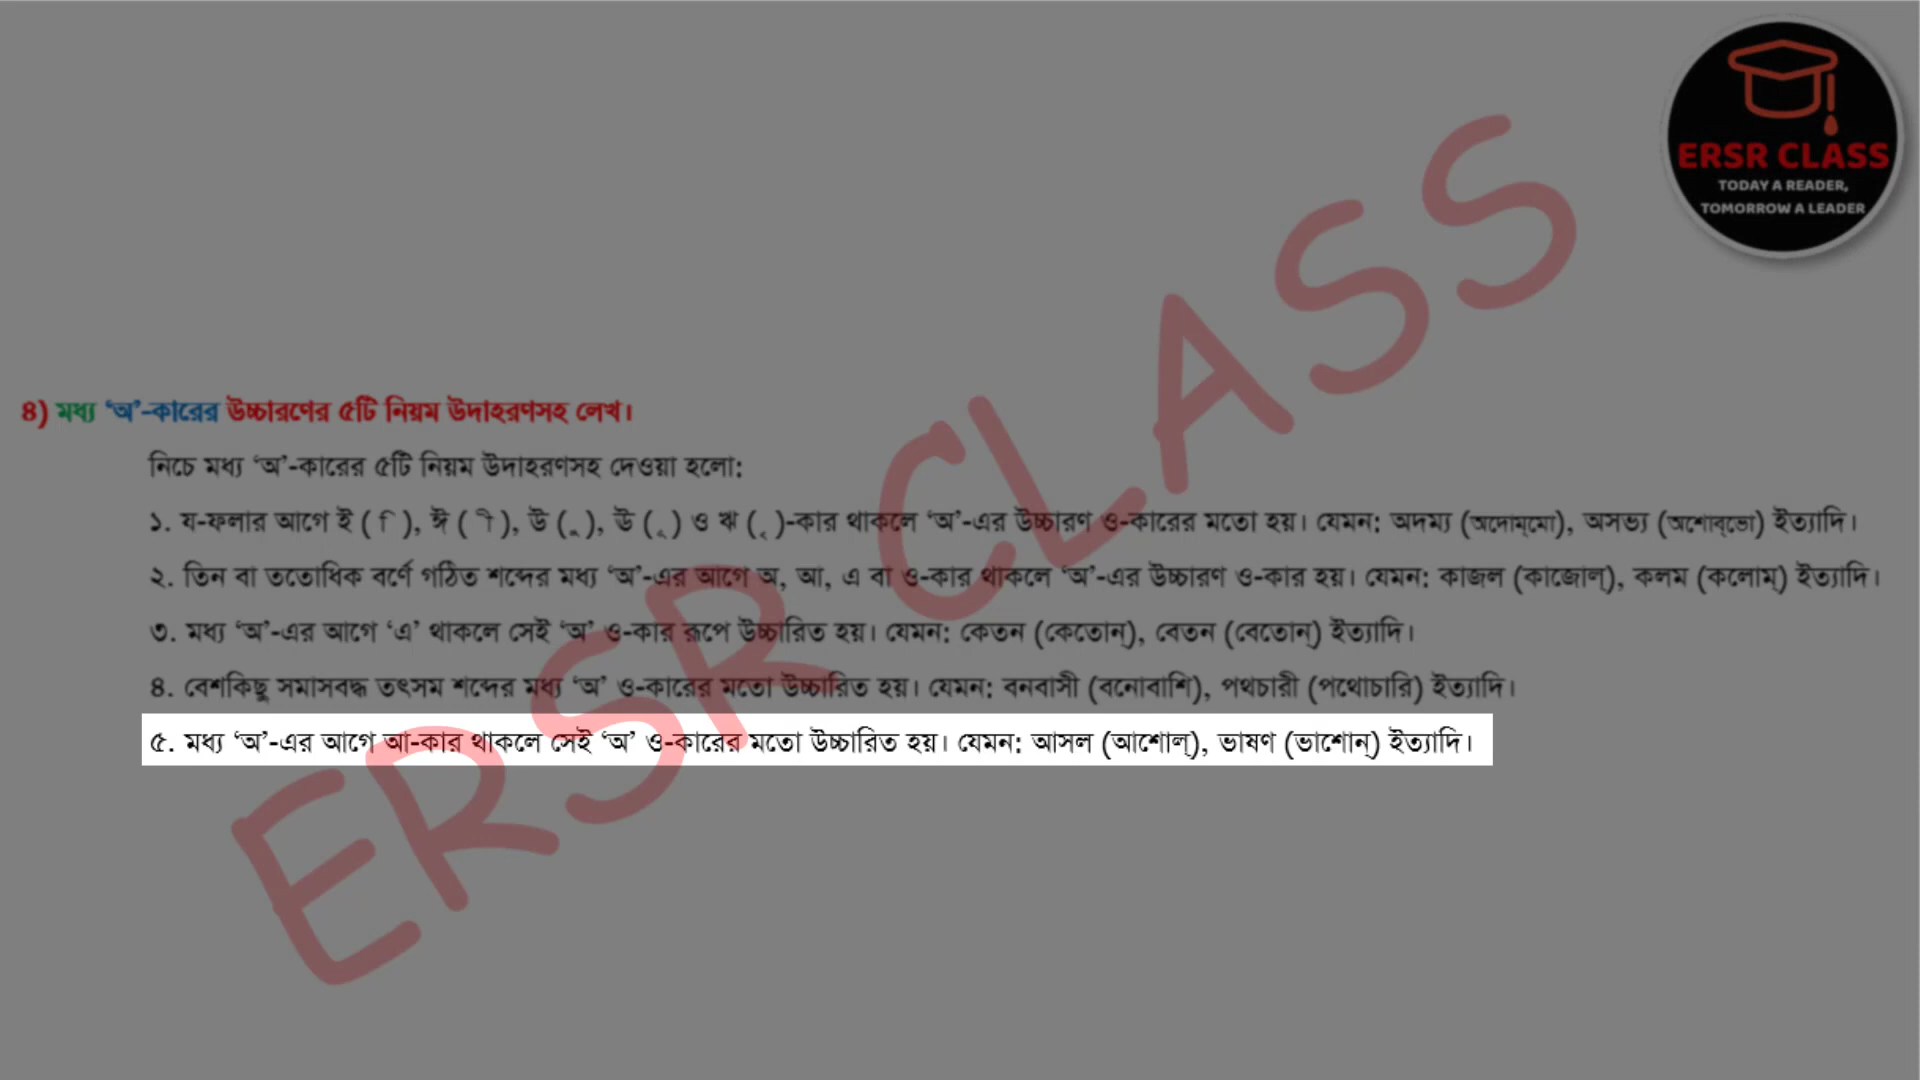 ERSR CLASS
TODAY A READER,
TOMORROW A LEADER
৪) মধ্য ‘অ’-কারের উচ্চারণের ৫টি নিয়ম উদাহরণসহ লেখ।
নিচে মধ্য ‘অ’-কারের ৫টি নিয়ম উদাহরণসহ দেওয়া হলো:
১. য-ফলার আগে ই ( ি ), ঈ ( ী ), উ ( ু ), ঊ ( ূ ) ও ঋ ( ৃ )-কার থাকলে ‘অ’-এর উচ্চারণ ও-কারের মতো হয়। যেমন: অদম্য (অদোম্‌মো), অসভ্য (অশোব্‌ভো) ইত্যাদি।
২. তিন বা ততোধিক বর্ণে গঠিত শব্দের মধ্য ‘অ’-এর আগে অ, আ, এ বা ও-কার থাকলে ‘অ’-এর উচ্চারণ ও-কার হয়। যেমন: কাজল (কাজোল্), কলম (কলোম্) ইত্যাদি।
৩. মধ্য ‘অ’-এর আগে ‘এ’ থাকলে সেই ‘অ’ ও-কার রূপে উচ্চারিত হয়। যেমন: কেতন (কেতোন্), বেতন (বেতোন্) ইত্যাদি।
৪. বেশকিছু সমাসবদ্ধ তৎসম শব্দের মধ্য ‘অ’ ও-কারের মতো উচ্চারিত হয়। যেমন: বনবাসী (বনোবাশি), পথচারী (পথোচারি) ইত্যাদি।
৫. মধ্য ‘অ’-এর আগে আ-কার থাকলে সেই ‘অ’ ও-কারের মতো উচ্চারিত হয়। যেমন: আসল (আশোল্), ভাষণ (ভাশোন্) ইত্যাদি।
ERSR CLASS